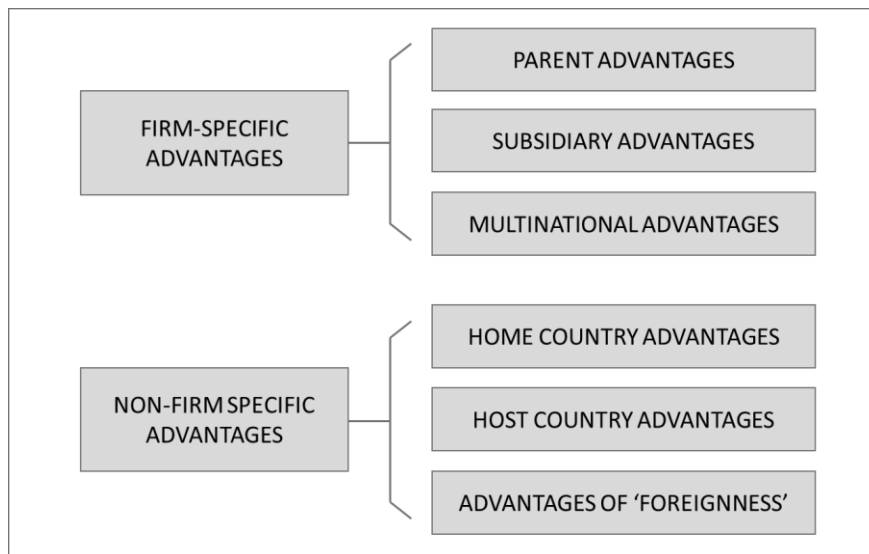 FIRM-SPECIFIC
ADVANTAGES
PARENT ADVANTAGES
SUBSIDIARY ADVANTAGES
MULTINATIONAL ADVANTAGES
NON-FIRM SPECIFIC
ADVANTAGES
HOME COUNTRY ADVANTAGES
HOST COUNTRY ADVANTAGES
ADVANTAGES OF ‘FOREIGNNESS’